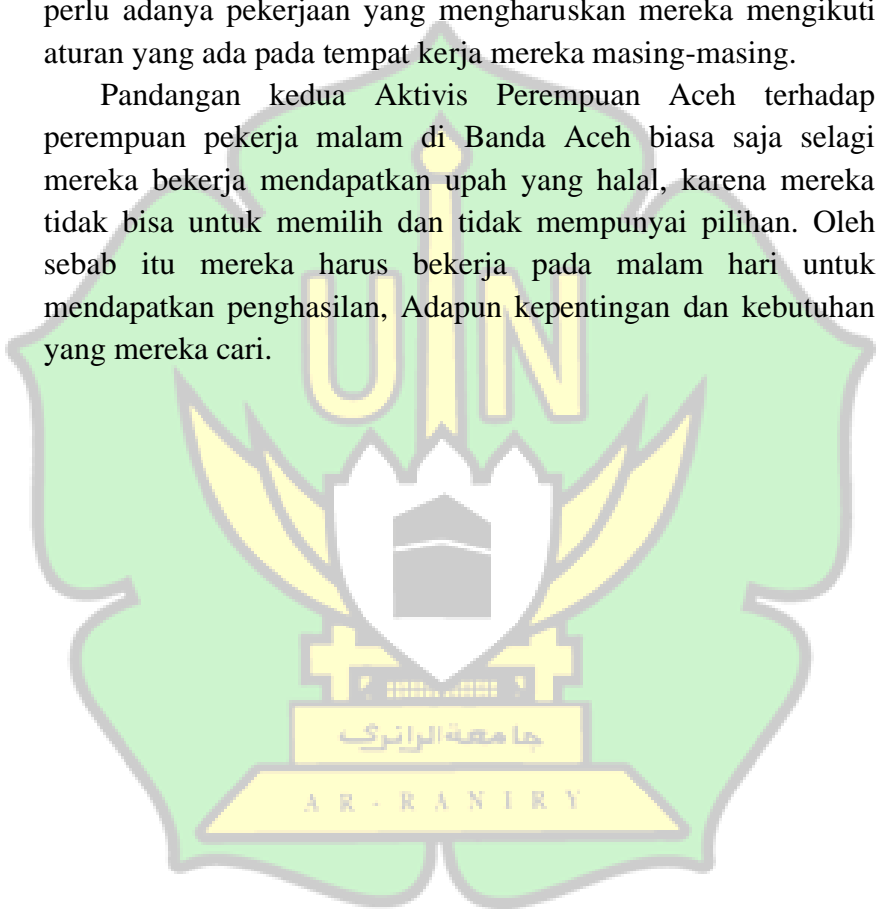 perlu adanya pekerjaan yang mengharuskan mereka mengikuti
aturan yang ada pada tempat kerja mereka masing-masing.
Pandangan kedua Aktivis Perempuan Aceh terhadap
perempuan pekerja malam di Banda Aceh biasa saja selagi
mereka bekerja mendapatkan upah yang halal, karena mereka
tidak bisa untuk memilih dan tidak mempunyai pilihan. Oleh
sebab itu mereka harus bekerja pada malam hari untuk
mendapatkan penghasilan, Adapun kepentingan dan kebutuhan
yang mereka cari.
UIN
جامعة الرانري
AR-RANIRY